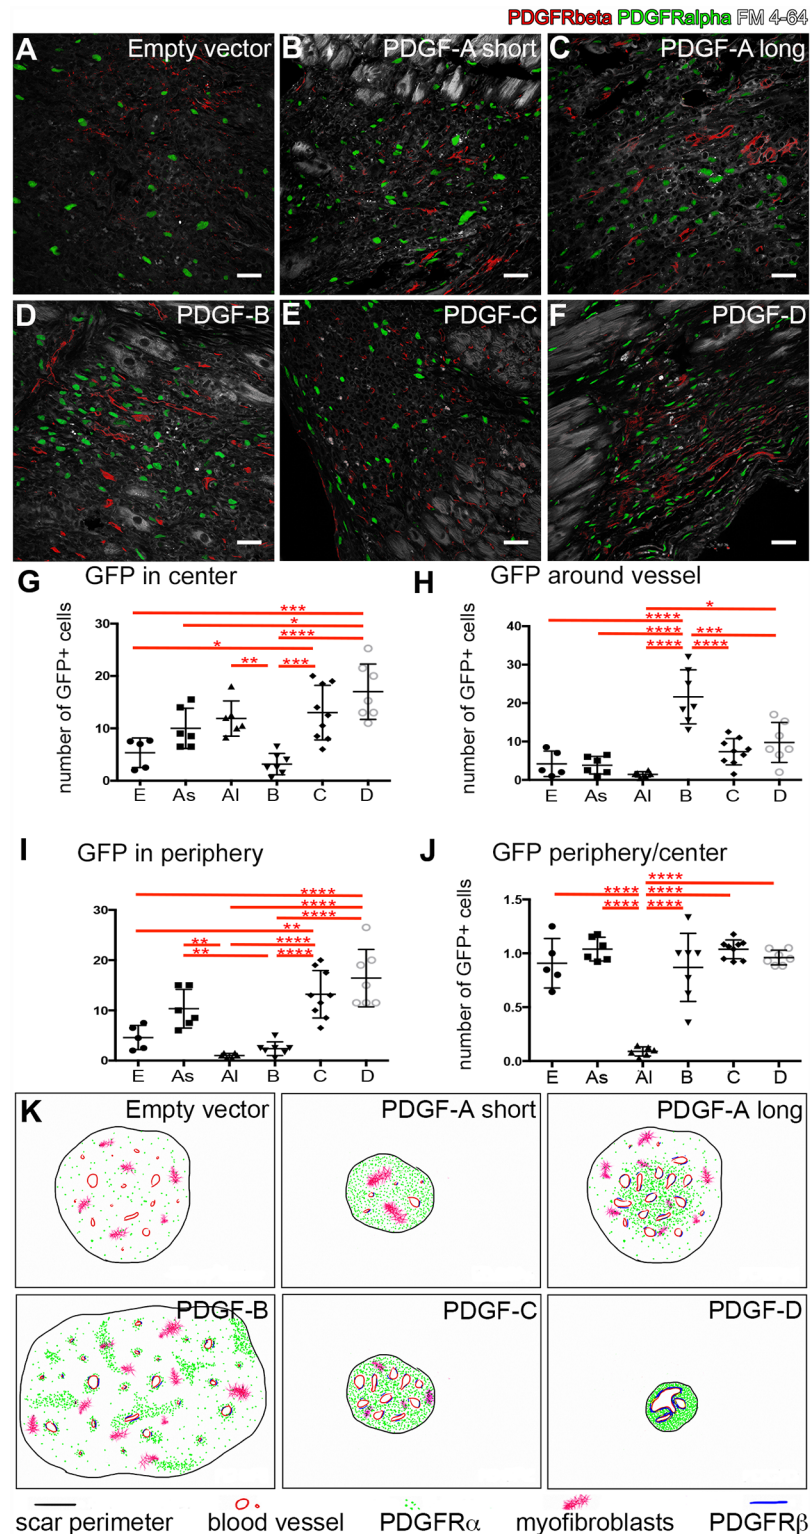 PDGFRbeta PDGFRalpha FM 4-64
A Empty vector
B PDGF-A short
C PDGF-A long
D PDGF-B
E PDGF-C
F PDGF-D
G GFP in center
number of GFP+ cells
30
20
10
0
***
*
****
*
** ***
E As Al B C D
H GFP around vessel
number of GFP+ cells
40
30
20
10
0
*
****
**** ***
**** ****
E As Al B C D
I GFP in periphery
number of GFP+ cells
30
20
10
0
****
****
****
**
** ****
** ****
E As Al B C D
J GFP periphery/center
number of GFP+ cells
1.5
1.0
0.5
0.0
****
**** ****
**** ****
E As Al B C D
K Empty vector
PDGF-A short
PDGF-A long
PDGF-B
PDGF-C
PDGF-D
scar perimeter blood vessel PDGFRα myofibroblasts PDGFRβ